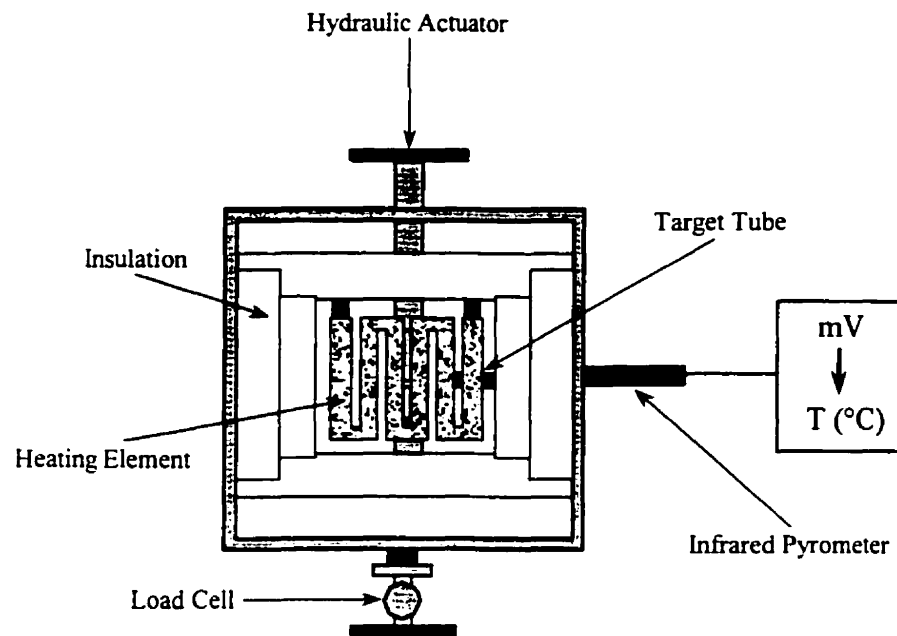 Hydraulic Actuator
Target Tube
Insulation
mV
T (°C)
Heating Element
Infrared Pyrometer
Load Cell